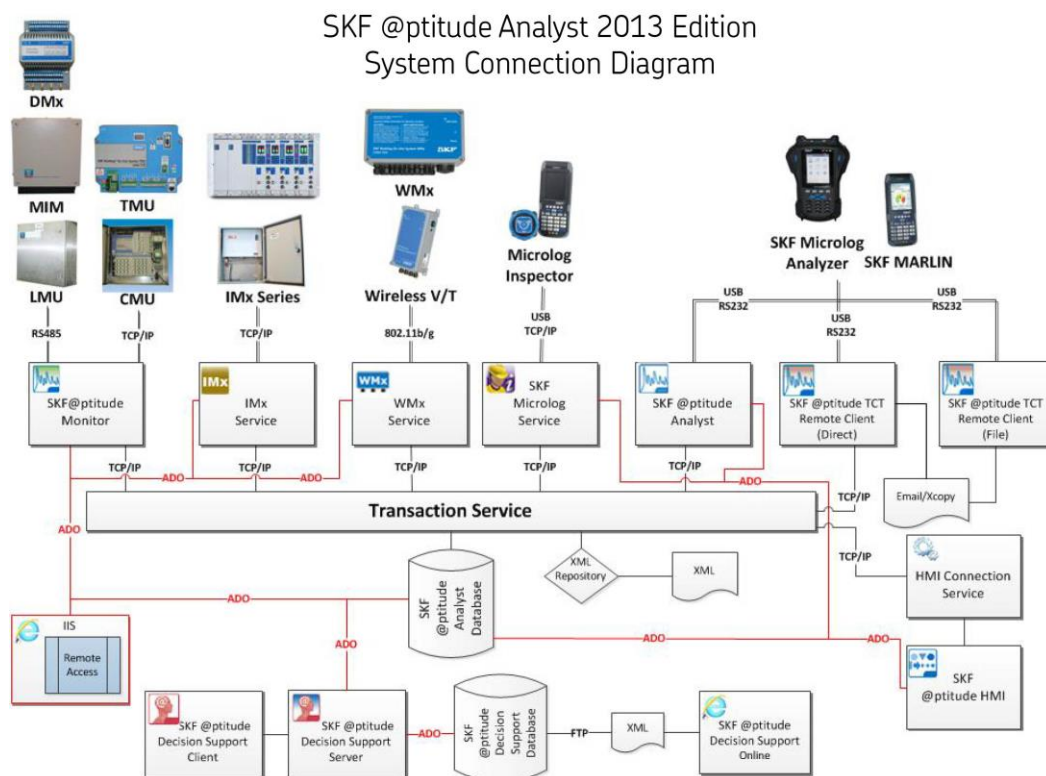 SKF @ptitude Analyst 2013 Edition
System Connection Diagram
DMx
MIM
TMU
WMx
LMU
CMU
IMx Series
Wireless V/T
Microlog
Inspector
SKF Microlog
Analyzer
SKF MARLIN
RS485
TCP/IP
TCP/IP
802.11b/g
USB
TCP/IP
USB
RS232
USB
RS232
USB
RS232
SKF@ptitude
Monitor
IMx
IMx
Service
WMx
WMx
Service
SKF
Microlog
Service
SKF @ptitude
Analyst
SKF @ptitude TCT
Remote Client
(Direct)
SKF @ptitude TCT
Remote Client
(File)
TCP/IP
ADO
TCP/IP
ADO
TCP/IP
TCP/IP
ADO
TCP/IP
ADO
TCP/IP
Email/Xcopy
Transaction Service
ADO
TCP/IP
XML
Repository
XML
HMI Connection
Service
SKF
@ptitude
Analyst
Database
ADO
IIS
Remote
Access
ADO
ADO
ADO
SKF
@ptitude HMI
SKF @ptitude
Decision Support
Client
SKF @ptitude
Decision Support
Server
ADO
SKF
@ptitude
Decision
Support
Database
FTP
XML
SKF @ptitude
Decision Support
Online